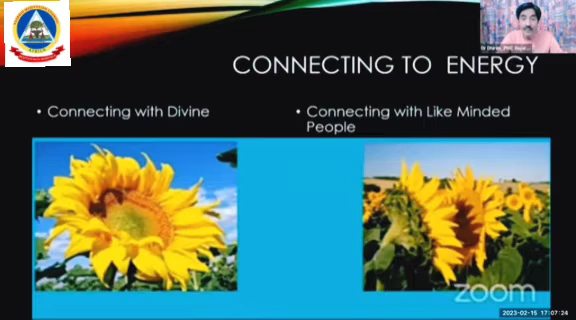 CONNECTING TO ENERGY
• Connecting with Divine
• Connecting with Like Minded
People
zoom
2023-02-15 17:07:24